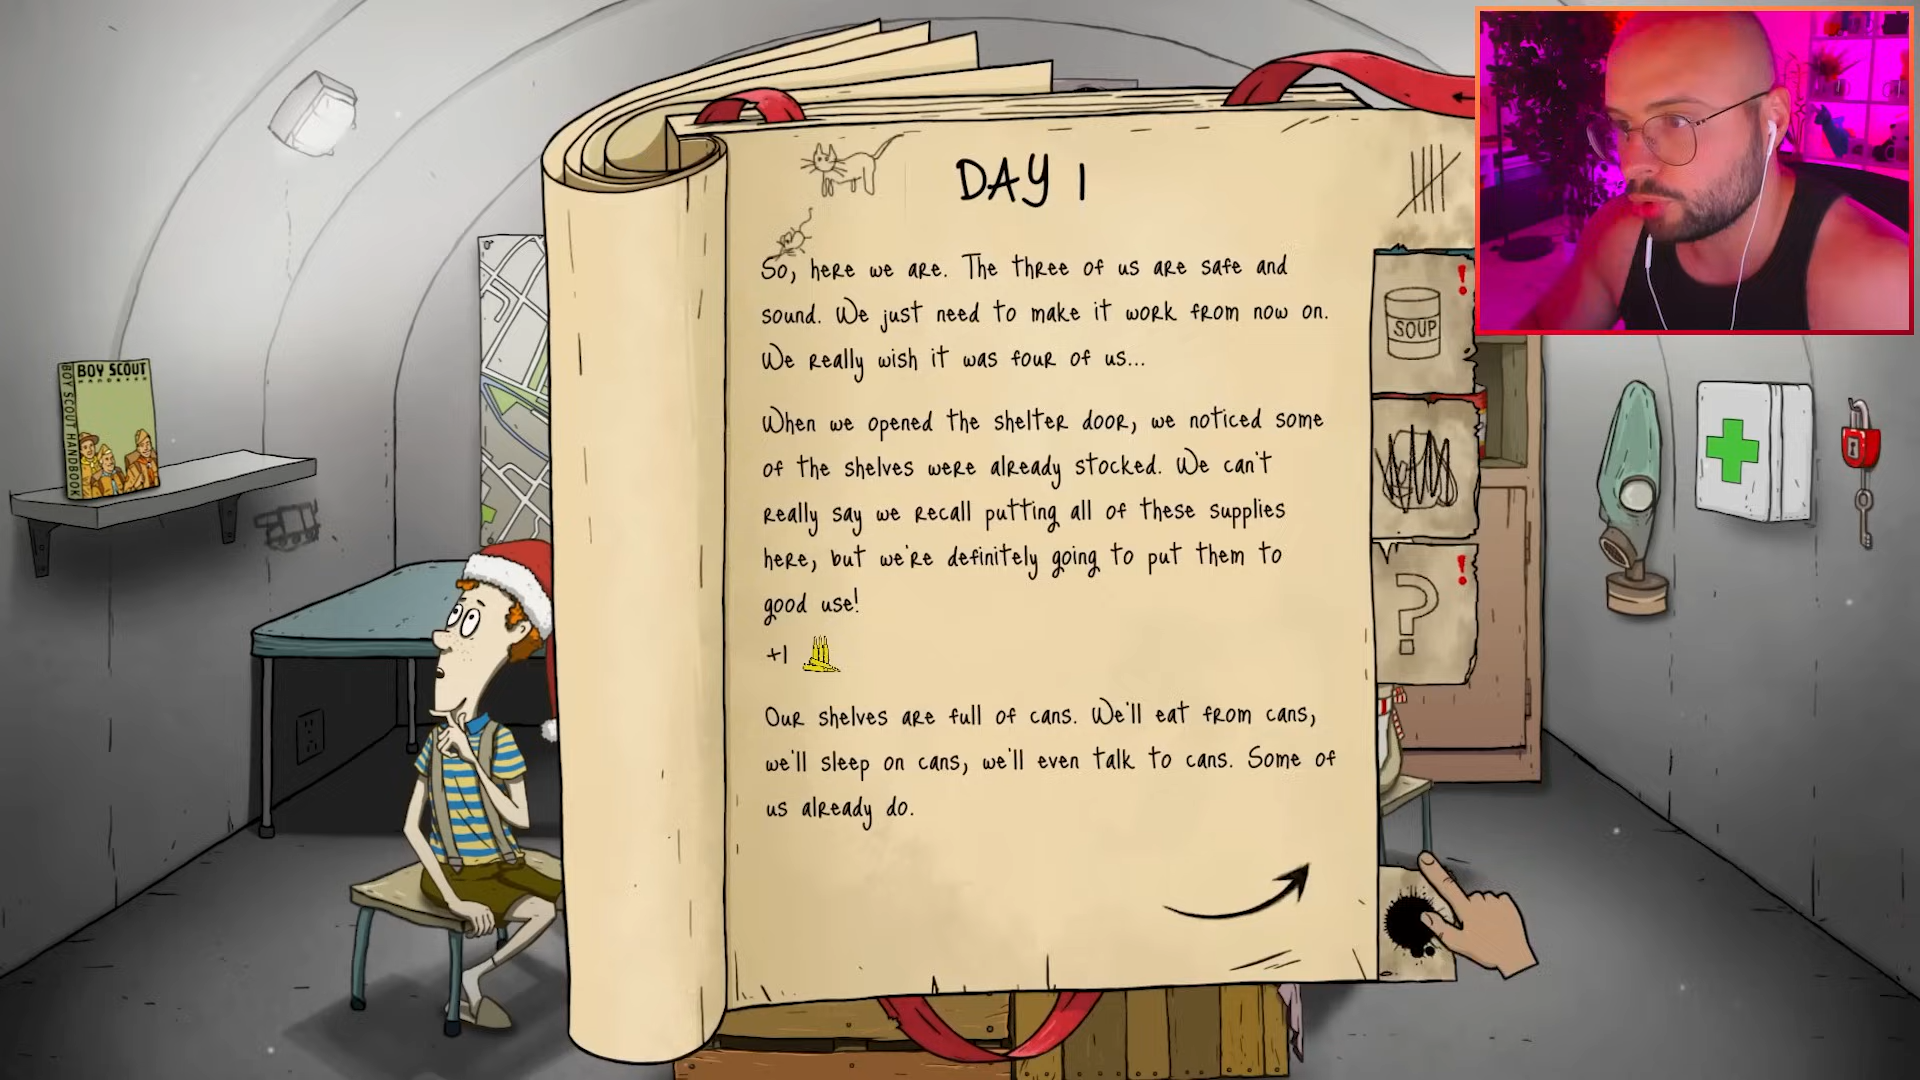 DAY 1
So, here we are. The three of us are safe and
sound. We just need to make it work from now on.
We really wish it was four of us...
When we opened the shelter door, we noticed some
of the shelves were already stocked. We can't
really say we recall putting all of these supplies
here, but we're definitely going to put them to
good use!
+1
Our shelves are full of cans. We'll eat from cans,
we'll sleep on cans, we'll even talk to cans. Some of
us already do.
!
SOUP
!
?
BOY SCOUT
HANDBOOK
BOY SCOUT HANDBOOK